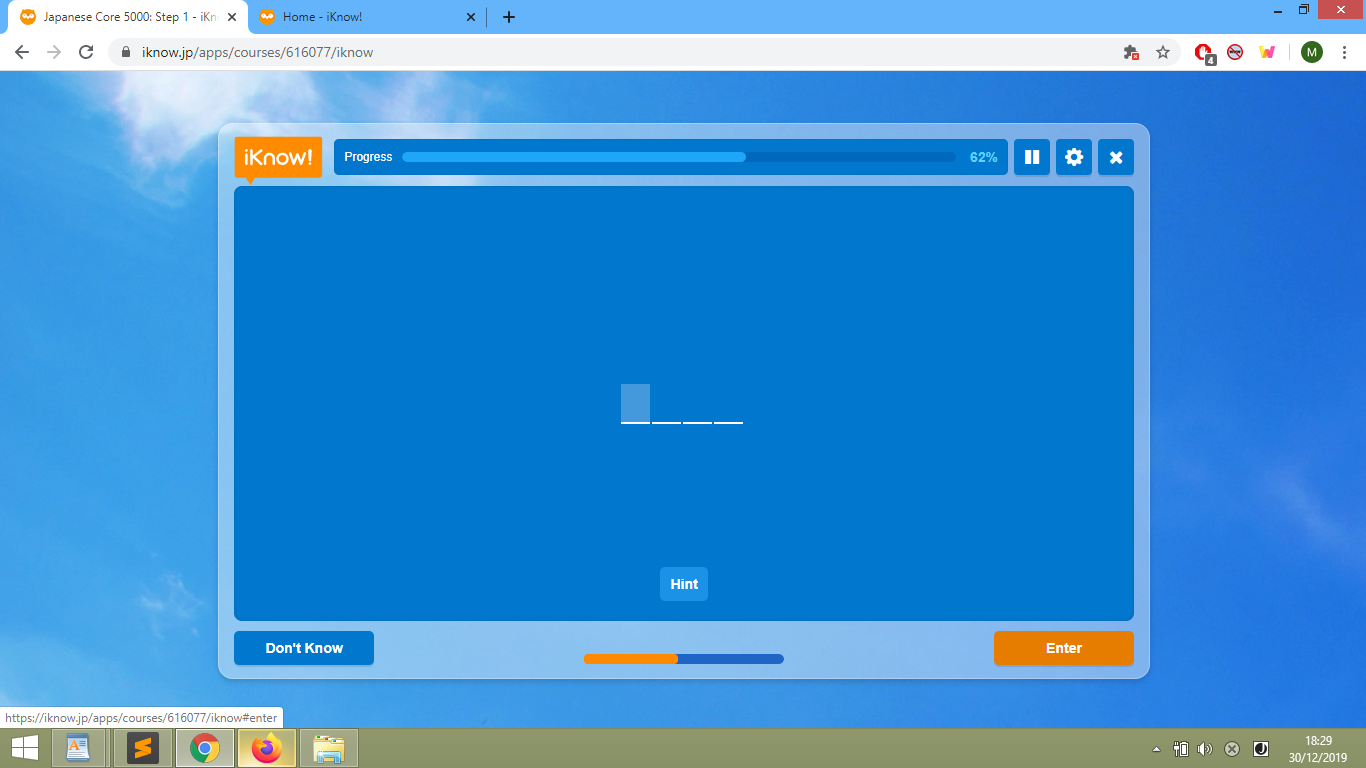 Japanese Core 5000: Step 1 - iKn
Home - iKnow!
iknow.jp/apps/courses/616077/iknow
4
M
iKnow!
Progress
62%
Hint
Don't Know
Enter
https://iknow.jp/apps/courses/616077/iknow#enter
18:29
30/12/2019